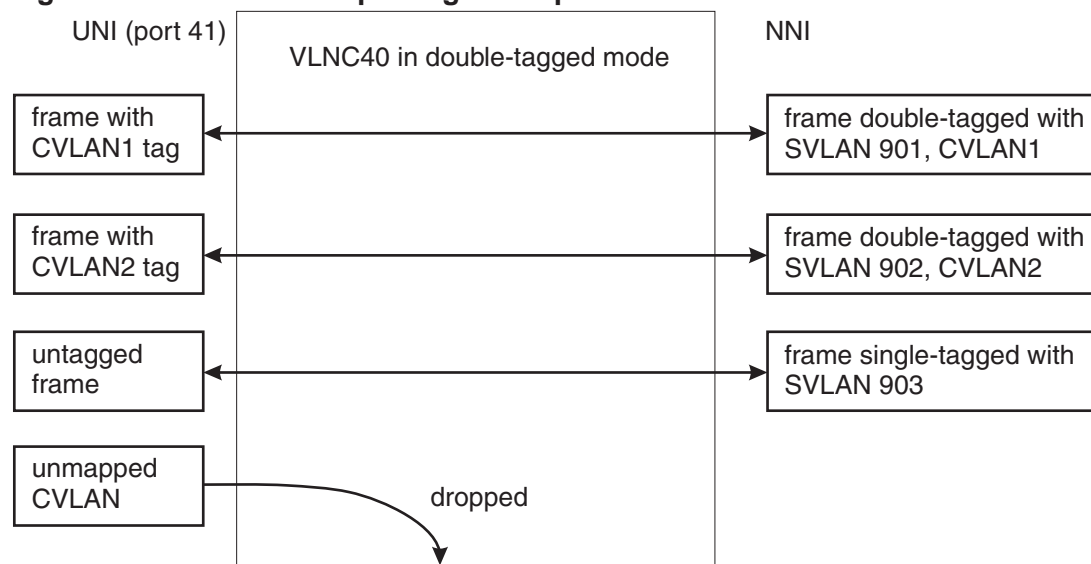 UNI (port 41)
NNI
VLNC40 in double-tagged mode
frame with
CVLAN1 tag
frame double-tagged with
SVLAN 901, CVLAN1
frame with
CVLAN2 tag
frame double-tagged with
SVLAN 902, CVLAN2
untagged
frame
frame single-tagged with
SVLAN 903
unmapped
CVLAN
dropped